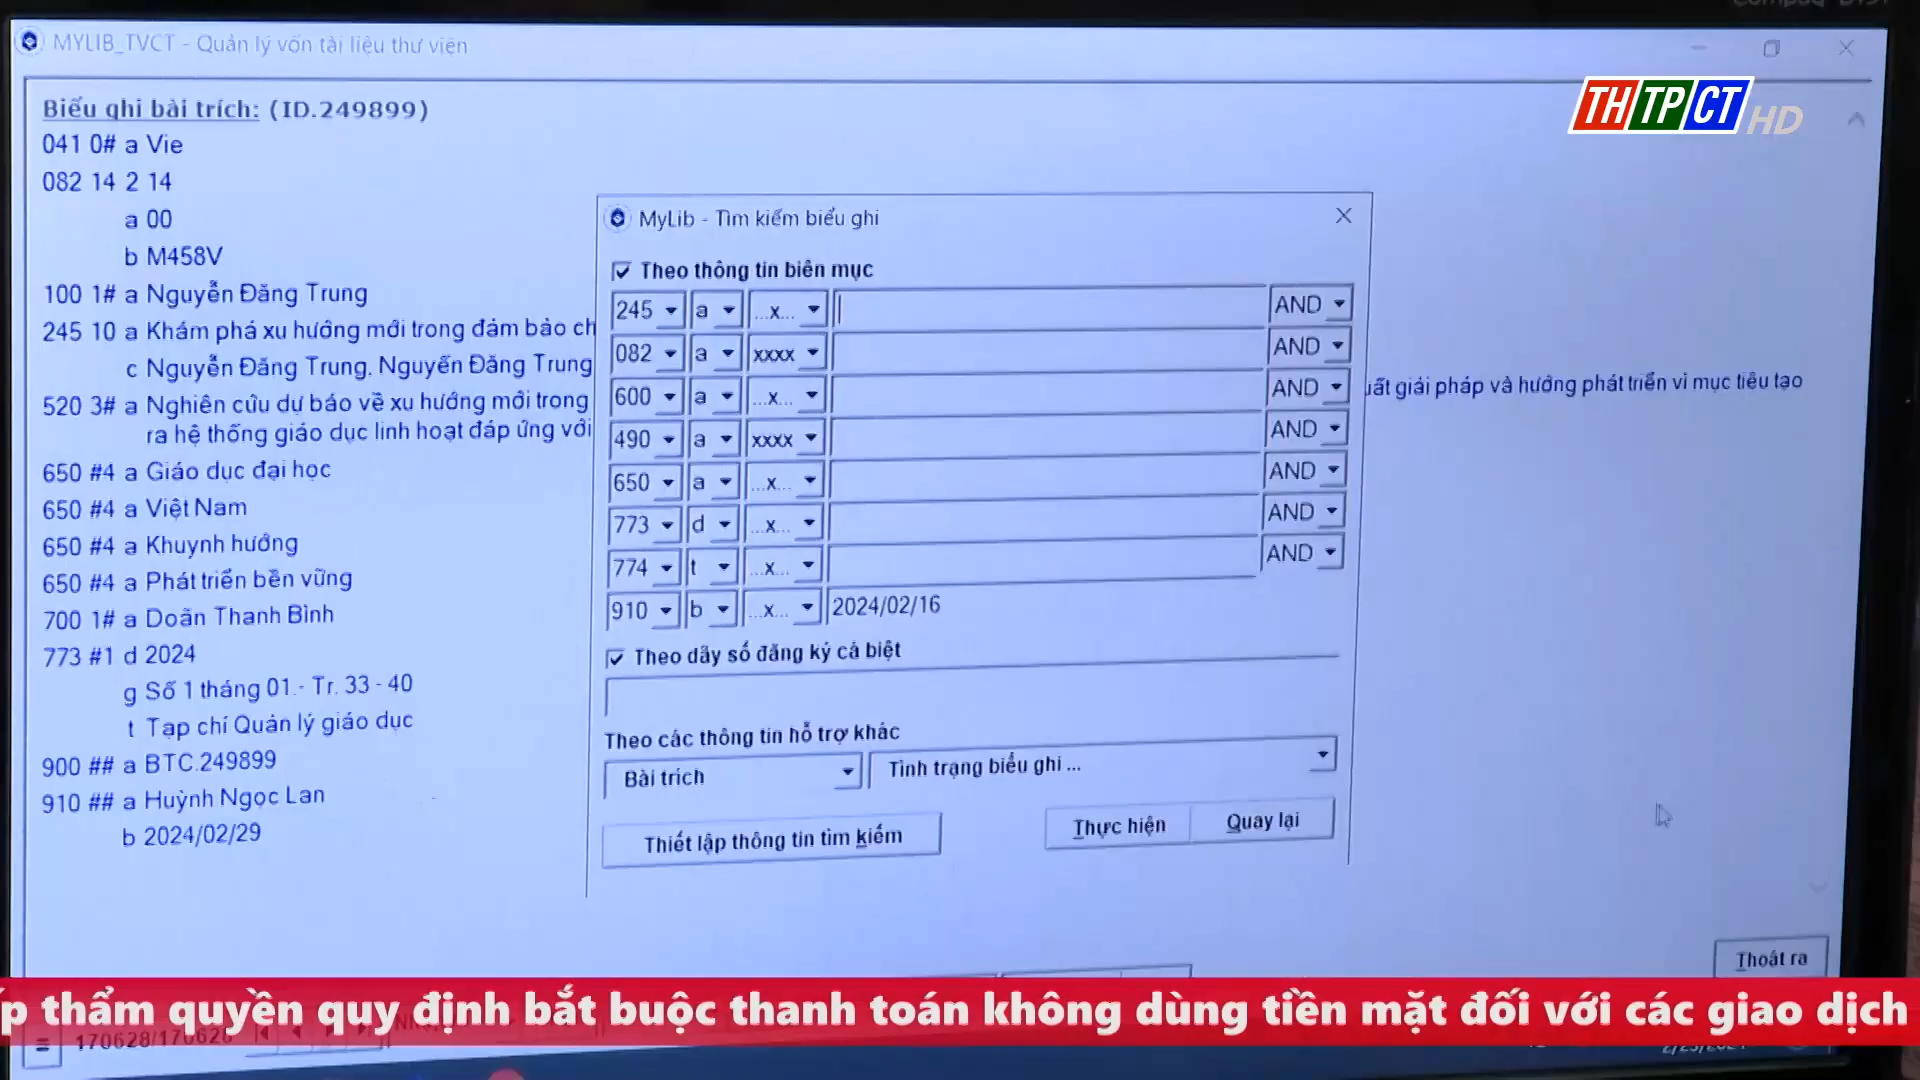 MYLIB_TVCT - Quản lý vốn tài liệu thư viện
THTPCT HD
Biểu ghi bài trích: (ID.249899)
041 0# a Vie
082 14 2 14
a 00
b M458V
100 1# a Nguyễn Đăng Trung
245 10 a Khám phá xu hướng mới trong đảm bảo ch
c Nguyễn Đăng Trung, Nguyễn Đăng Trung
520 3# a Nghiên cứu dự báo về xu hướng mới trong
uất giải pháp và hướng phát triển vì mục tiêu tạo
ra hệ thống giáo dục linh hoạt đáp ứng với
650 #4 a Giáo dục đại học
650 #4 a Việt Nam
650 #4 a Khuynh hướng
650 #4 a Phát triển bền vững
700 1# a Doãn Thanh Bình
773 #1 d 2024
g Số 1 tháng 01.- Tr. 33 - 40
t Tạp chí Quản lý giáo dục
900 ## a BTC.249899
910 ## a Huỳnh Ngọc Lan
b 2024/02/29
MyLib - Tìm kiếm biểu ghi
Theo thông tin biên mục
245 a ...x... AND
082 a xxxx AND
600 a ...x... AND
490 a xxxx AND
650 a ...x... AND
773 d ...x... AND
774 t ...x... AND
910 b ...x... 2024/02/16
Theo dãy số đăng ký cá biệt
Theo các thông tin hỗ trợ khác
Bài trích Tình trạng biểu ghi ...
Thiết lập thông tin tìm kiếm Thực hiện Quay lại
Thoát ra
ấp thẩm quyền quy định bắt buộc thanh toán không dùng tiền mặt đối với các giao dịch
170628/170628